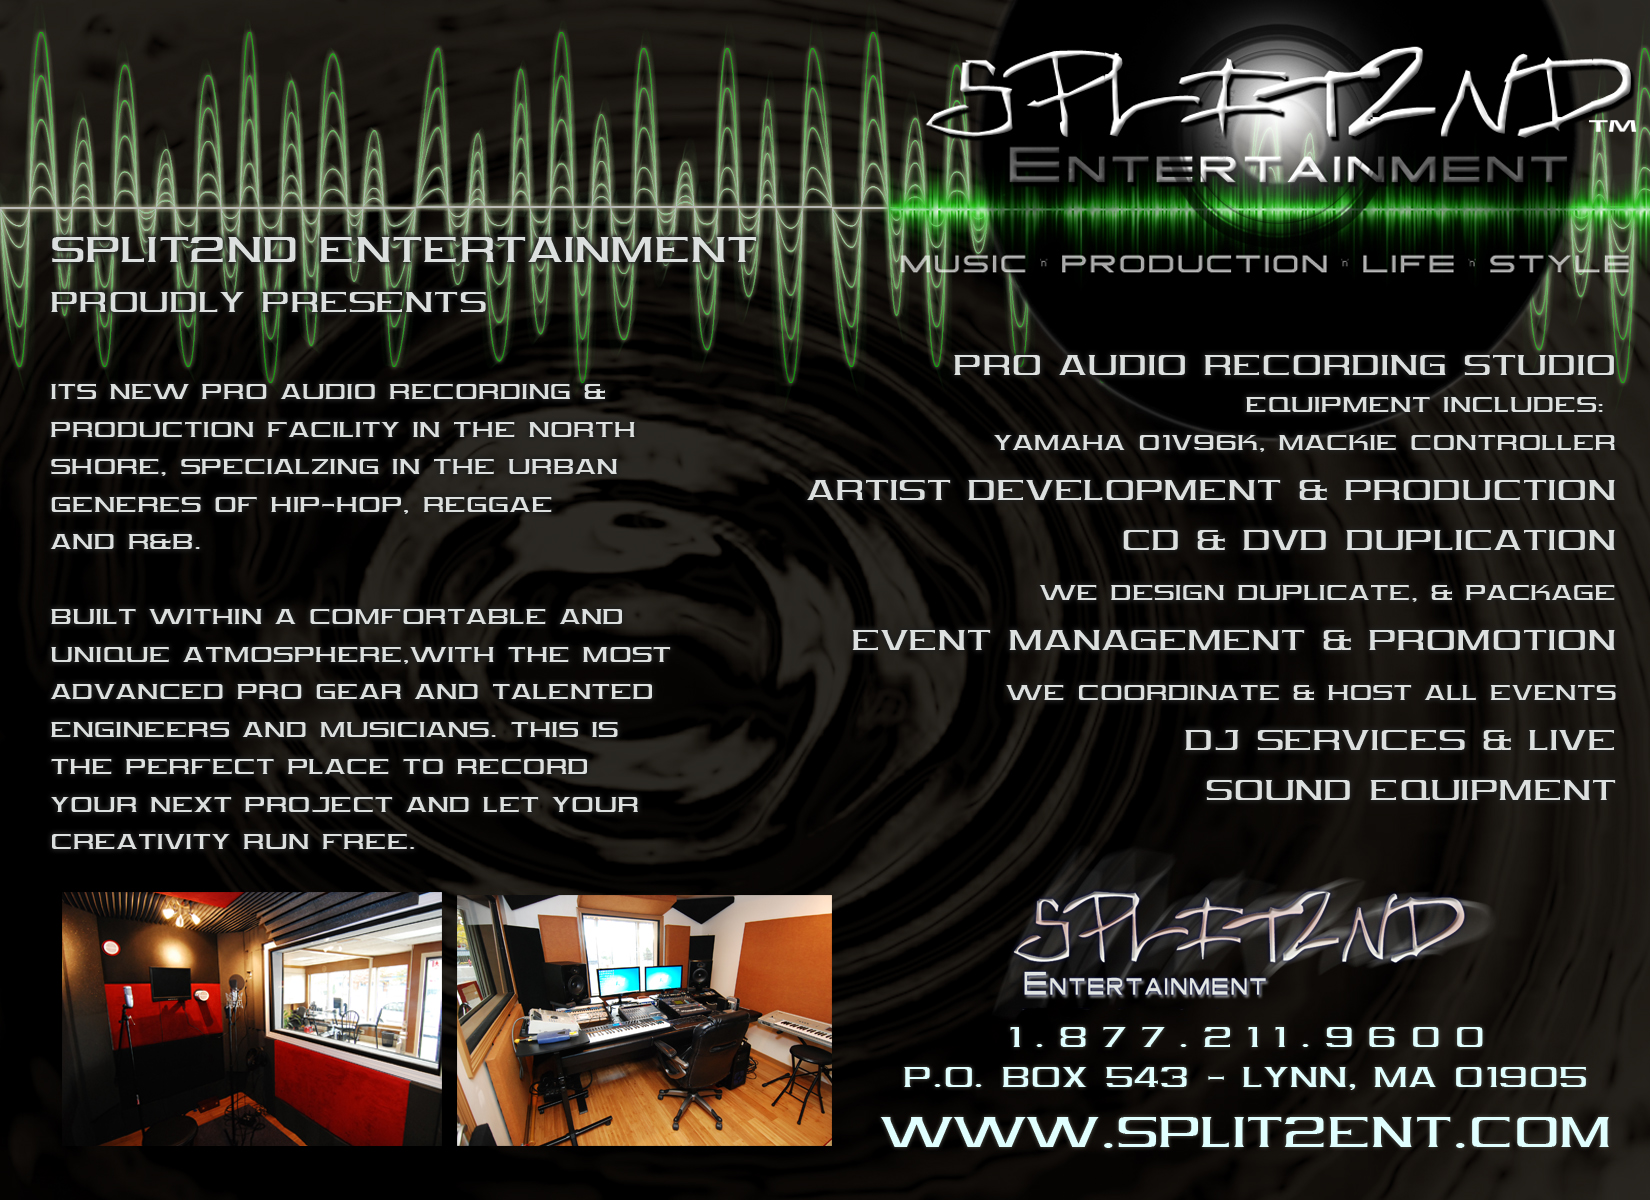 SPLIT2ND
TM
ENTERTAINMENT
MUSIC 'n' PRODUCTION 'n' LIFE 'n' STYLE
SPLIT2ND ENTERTAINMENT
PROUDLY PRESENTS
ITS NEW PRO AUDIO RECORDING &
PRODUCTION FACILITY IN THE NORTH
SHORE, SPECIALZING IN THE URBAN
GENERES OF HIP-HOP, REGGAE
AND R&B.
BUILT WITHIN A COMFORTABLE AND
UNIQUE ATMOSPHERE,WITH THE MOST
ADVANCED PRO GEAR AND TALENTED
ENGINEERS AND MUSICIANS. THIS IS
THE PERFECT PLACE TO RECORD
YOUR NEXT PROJECT AND LET YOUR
CREATIVITY RUN FREE.
PRO AUDIO RECORDING STUDIO
EQUIPMENT INCLUDES:
YAMAHA 01V96K, MACKIE CONTROLLER
ARTIST DEVELOPMENT & PRODUCTION
CD & DVD DUPLICATION
WE DESIGN DUPLICATE, & PACKAGE
EVENT MANAGEMENT & PROMOTION
WE COORDINATE & HOST ALL EVENTS
DJ SERVICES & LIVE
SOUND EQUIPMENT
SPLIT2ND
ENTERTAINMENT
1.877.211.9600
P.O. BOX 543 - LYNN, MA 01905
WWW.SPLIT2ENT.COM